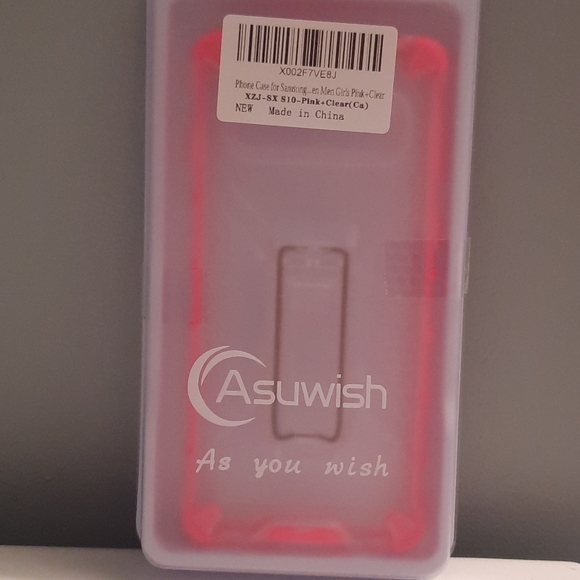 X002F7VE8J
Phone Case for Samsung...en Men Girls Pink+Clear
XZJ-SX S10-Pink+Clear(Ca)
NEW Made in China
Asuwish
As you wish